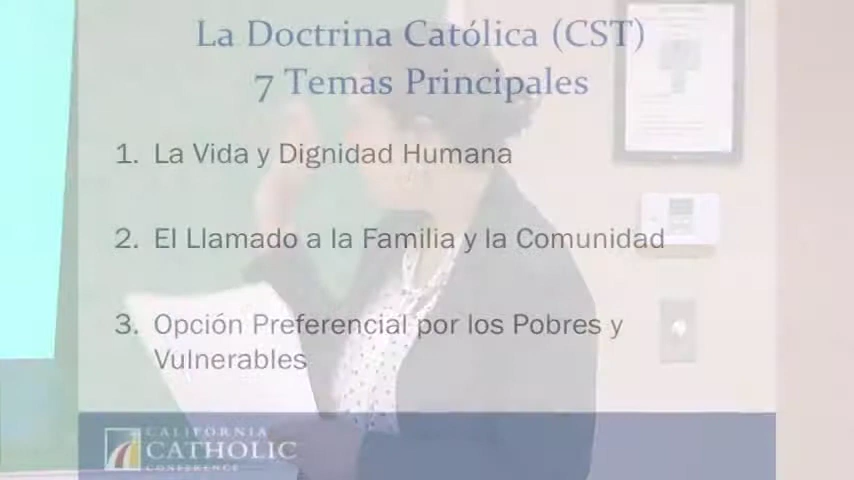 La Doctrina Católica (CST)
7 Temas Principales
1. La Vida y Dignidad Humana
2. El Llamado a la Familia y la Comunidad
3. Opción Preferencial por los Pobres y
Vulnerables
CALIFORNIA
CATHOLIC
CONFERENCE